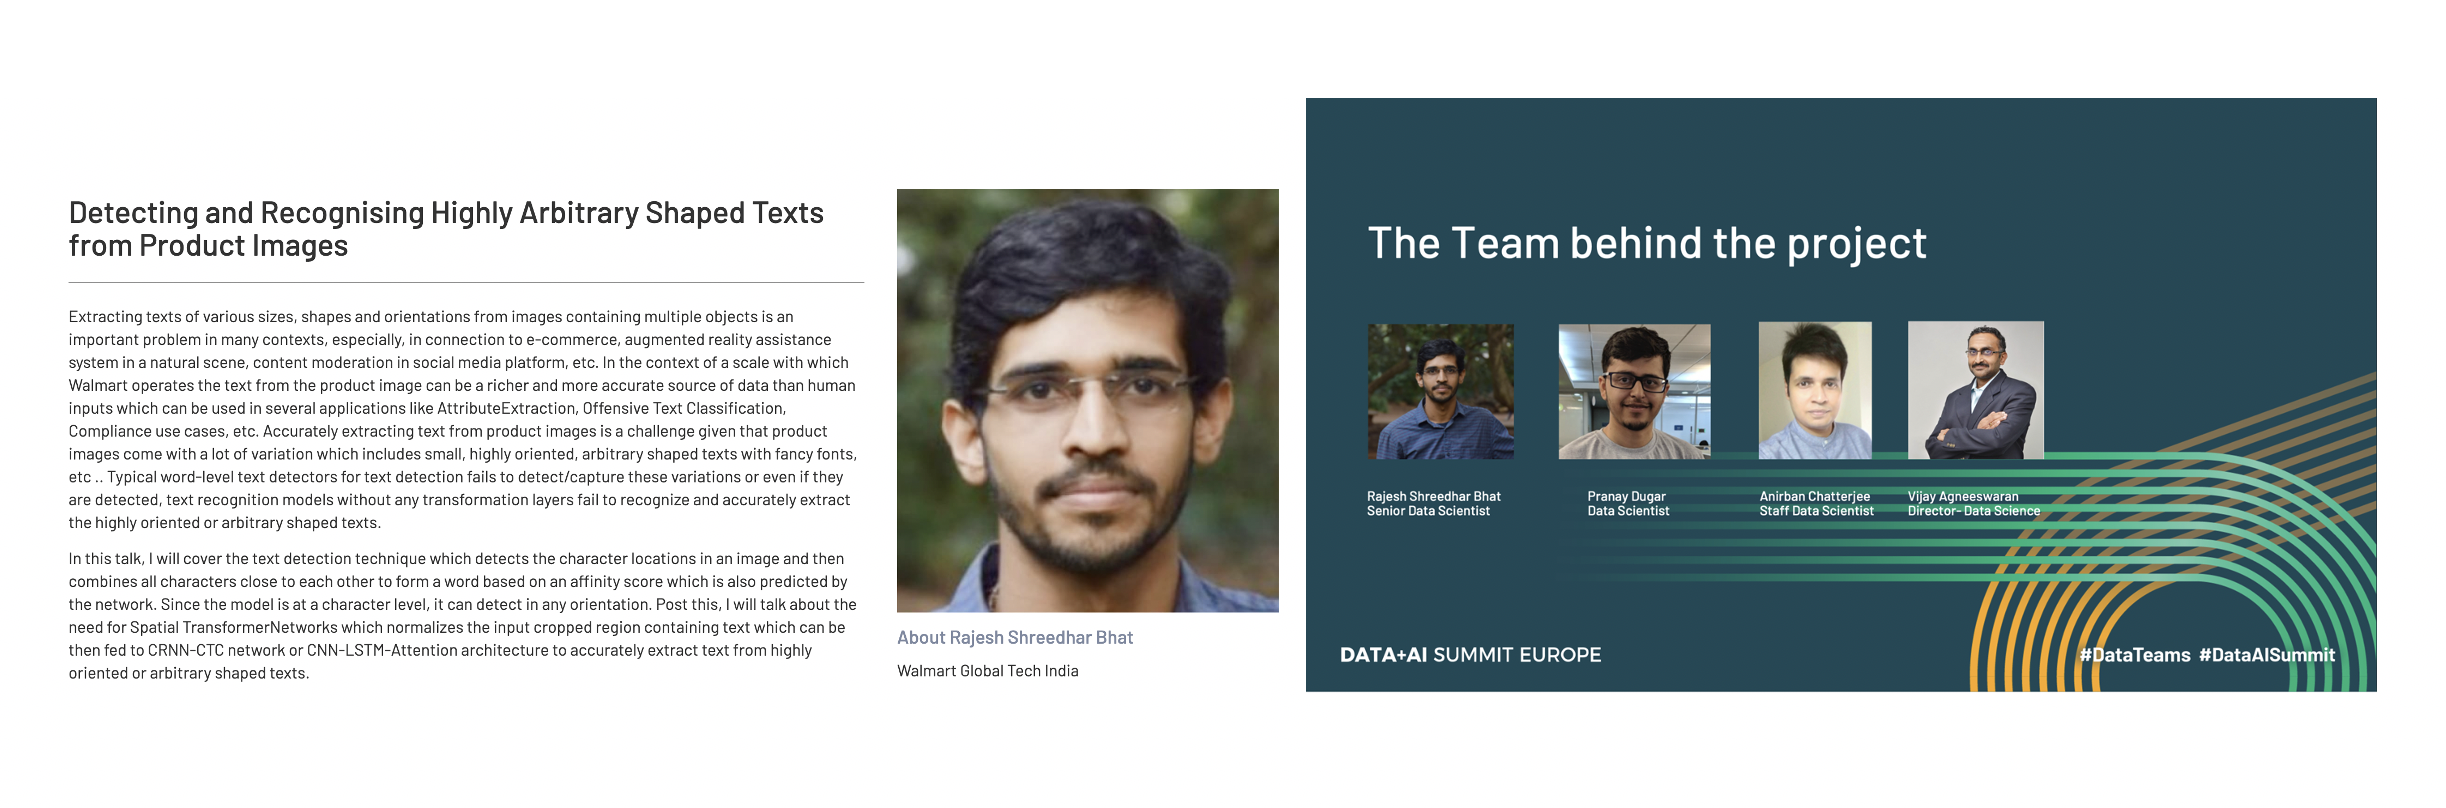 Detecting and Recognising Highly Arbitrary Shaped Texts
from Product Images
Extracting texts of various sizes, shapes and orientations from images containing multiple objects is an
important problem in many contexts, especially, in connection to e-commerce, augmented reality assistance
system in a natural scene, content moderation in social media platform, etc. In the context of a scale with which
Walmart operates the text from the product image can be a richer and more accurate source of data than human
inputs which can be used in several applications like AttributeExtraction, Offensive Text Classification,
Compliance use cases, etc. Accurately extracting text from product images is a challenge given that product
images come with a lot of variation which includes small, highly oriented, arbitrary shaped texts with fancy fonts,
etc .. Typical word-level text detectors for text detection fails to detect/capture these variations or even if they
are detected, text recognition models without any transformation layers fail to recognize and accurately extract
the highly oriented or arbitrary shaped texts.
In this talk, I will cover the text detection technique which detects the character locations in an image and then
combines all characters close to each other to form a word based on an affinity score which is also predicted by
the network. Since the model is at a character level, it can detect in any orientation. Post this, I will talk about the
need for Spatial TransformerNetworks which normalizes the input cropped region containing text which can be
then fed to CRNN-CTC network or CNN-LSTM-Attention architecture to accurately extract text from highly
oriented or arbitrary shaped texts.
About Rajesh Shreedhar Bhat
Walmart Global Tech India
The Team behind the project
Rajesh Shreedhar Bhat
Senior Data Scientist
Pranay Dugar
Data Scientist
Anirban Chatterjee
Staff Data Scientist
Vijay Agneeswaran
Director- Data Science
DATA+AI SUMMIT EUROPE
#DataTeams #DataAISummit